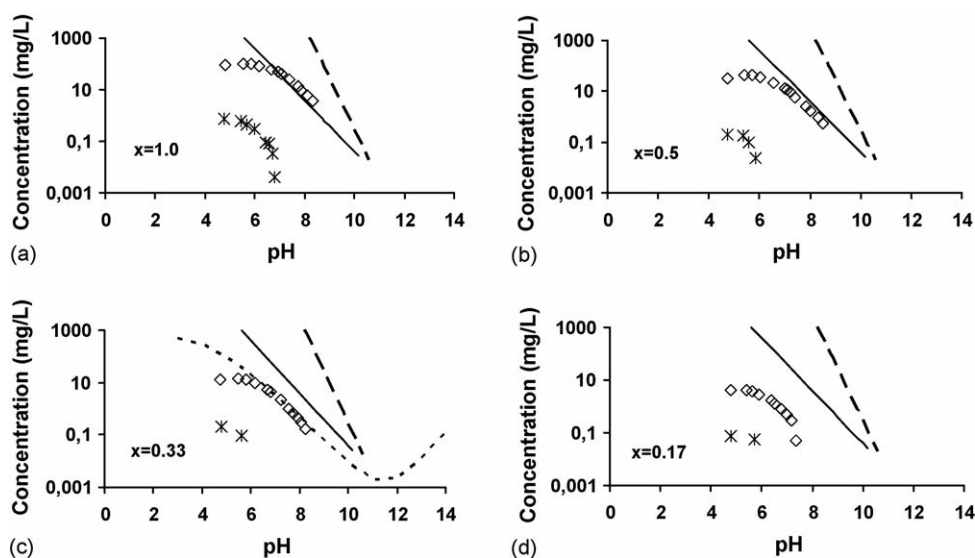 Concentration (mg/L)
1000
10
0,1
0,001
x=1.0
0 2 4 6 8 10 12 14
pH
(a)
Concentration (mg/L)
1000
10
0,1
0,001
x=0.5
0 2 4 6 8 10 12 14
pH
(b)
Concentration (mg/L)
1000
10
0,1
0,001
x=0.33
0 2 4 6 8 10 12 14
pH
(c)
Concentration (mg/L)
1000
10
0,1
0,001
x=0.17
0 2 4 6 8 10 12 14
pH
(d)